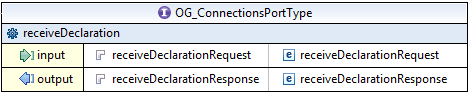 OG_ConnectionsPortType
receiveDeclaration
input receiveDeclarationRequest receiveDeclarationRequest
output receiveDeclarationResponse receiveDeclarationResponse